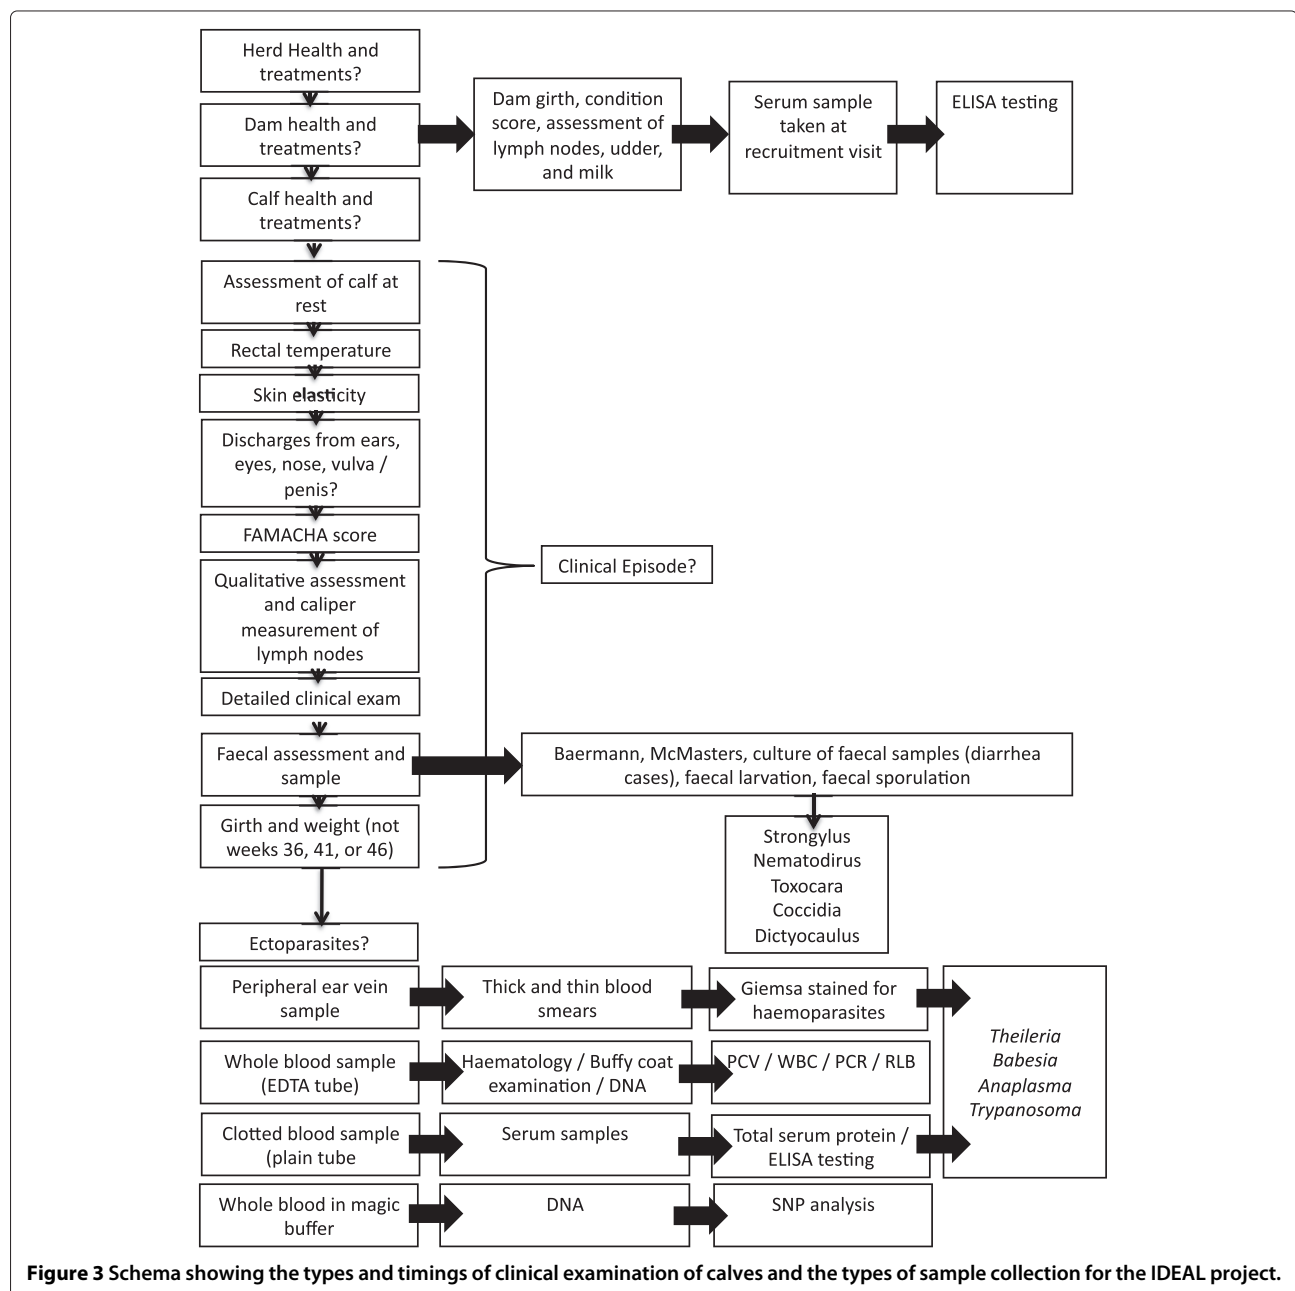 Herd Health and
treatments?
Dam health and
treatments?
Dam girth, condition
score, assessment of
lymph nodes, udder,
and milk
Serum sample
taken at
recruitment visit
ELISA testing
Calf health and
treatments?
Assessment of calf at
rest
Rectal temperature
Skin elasticity
Discharges from ears,
eyes, nose, vulva /
penis?
FAMACHA score
Qualitative assessment
and caliper
measurement of
lymph nodes
Detailed clinical exam
Clinical Episode?
Faecal assessment and
sample
Baermann, McMasters, culture of faecal samples (diarrhea
cases), faecal larvation, faecal sporulation
Strongylus
Nematodirus
Toxocara
Coccidia
Dictyocaulus
Girth and weight (not
weeks 36, 41, or 46)
Ectoparasites?
Peripheral ear vein
sample
Thick and thin blood
smears
Giemsa stained for
haemoparasites
Whole blood sample
(EDTA tube)
Haematology / Buffy coat
examination / DNA
PCV / WBC / PCR / RLB
Theileria
Babesia
Anaplasma
Trypanosoma
Clotted blood sample
(plain tube
Serum samples
Total serum protein /
ELISA testing
Whole blood in magic
buffer
DNA
SNP analysis
Figure 3 Schema showing the types and timings of clinical examination of calves and the types of sample collection for the IDEAL project.